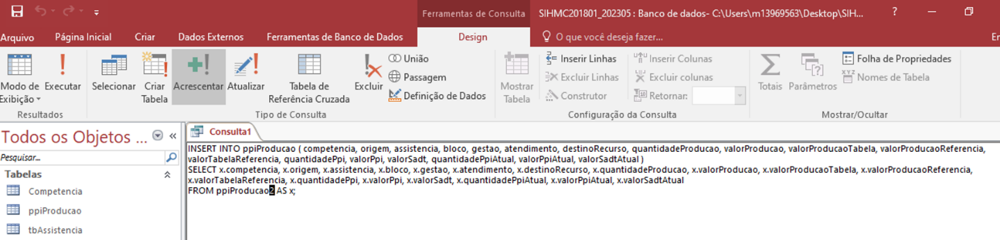 Ferramentas de Consulta
SIHMC201801_202305 : Banco de dados- C:\Users\m13969563\Desktop\SIH...
?
Arquivo Página Inicial Criar Dados Externos Ferramentas de Banco de Dados Design O que você deseja fazer...
Modo de Exibição
Executar
Resultados
Selecionar
Criar Tabela
Acrescentar
Atualizar
Tabela de Referência Cruzada
Excluir
União
Passagem
Definição de Dados
Tipo de Consulta
Mostrar Tabela
Inserir Linhas
Excluir Linhas
Construtor
Inserir Colunas
Excluir colunas
Retornar:
Configuração da Consulta
Totais
Parâmetros
Folha de Propriedades
Nomes de Tabela
Mostrar/Ocultar
Todos os Objetos ...
Pesquisar...
Tabelas
Competencia
ppiProducao
tbAssistencia
Consulta1
INSERT INTO ppiProducao ( competencia, origem, assistencia, bloco, gestao, atendimento, destinoRecurso, quantidadeProducao, valorProducao, valorProducaoTabela, valorProducaoReferencia,
valorTabelaReferencia, quantidadePpi, valorPpi, valorSadt, quantidadePpiAtual, valorPpiAtual, valorSadtAtual )
SELECT x.competencia, x.origem, x.assistencia, x.bloco, x.gestao, x.atendimento, x.destinoRecurso, x.quantidadeProducao, x.valorProducao, x.valorProducaoTabela, x.valorProducaoReferencia,
x.valorTabelaReferencia, x.quantidadePpi, x.valorPpi, x.valorSadt, x.quantidadePpiAtual, x.valorPpiAtual, x.valorSadtAtual
FROM ppiProducao2 AS x;